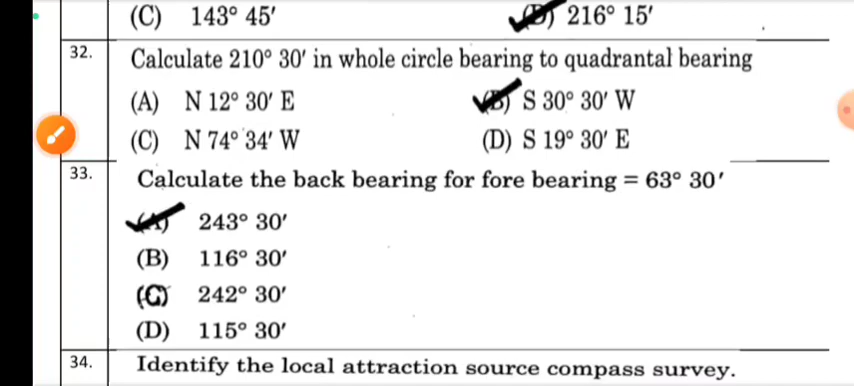 (C) 143° 45′ (D) 216° 15′
32. Calculate 210° 30′ in whole circle bearing to quadrantal bearing
(A) N 12° 30′ E (B) S 30° 30′ W
(C) N 74° 34′ W (D) S 19° 30′ E
33. Calculate the back bearing for fore bearing = 63° 30′
(A) 243° 30′
(B) 116° 30′
(C) 242° 30′
(D) 115° 30′
34. Identify the local attraction source compass survey.